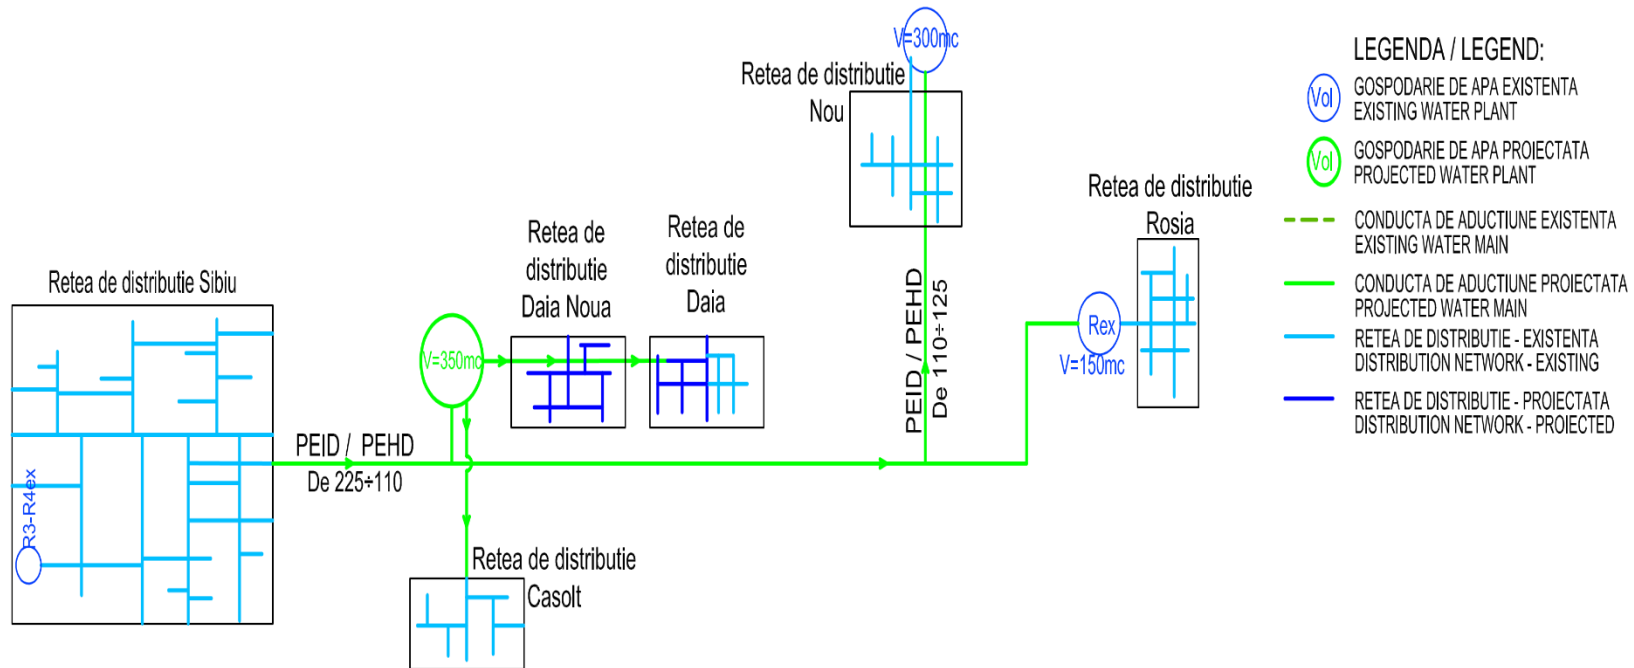 Retea de distributie Sibiu
R3-R4ex
PEID / PEHD
De 225÷110
V=350mc
Retea de
distributie
Daia Noua
Retea de
distributie
Daia
Retea de distributie
Casolt
V=300mc
Retea de distributie
Nou
PEID / PEHD
De 110÷125
Retea de distributie
Rosia
Rex
V=150mc
LEGENDA / LEGEND:
Vol
GOSPODARIE DE APA EXISTENTA
EXISTING WATER PLANT
Vol
GOSPODARIE DE APA PROIECTATA
PROJECTED WATER PLANT
CONDUCTA DE ADUCTIUNE EXISTENTA
EXISTING WATER MAIN
CONDUCTA DE ADUCTIUNE PROIECTATA
PROJECTED WATER MAIN
RETEA DE DISTRIBUTIE - EXISTENTA
DISTRIBUTION NETWORK - EXISTING
RETEA DE DISTRIBUTIE - PROIECTATA
DISTRIBUTION NETWORK - PROIECTED